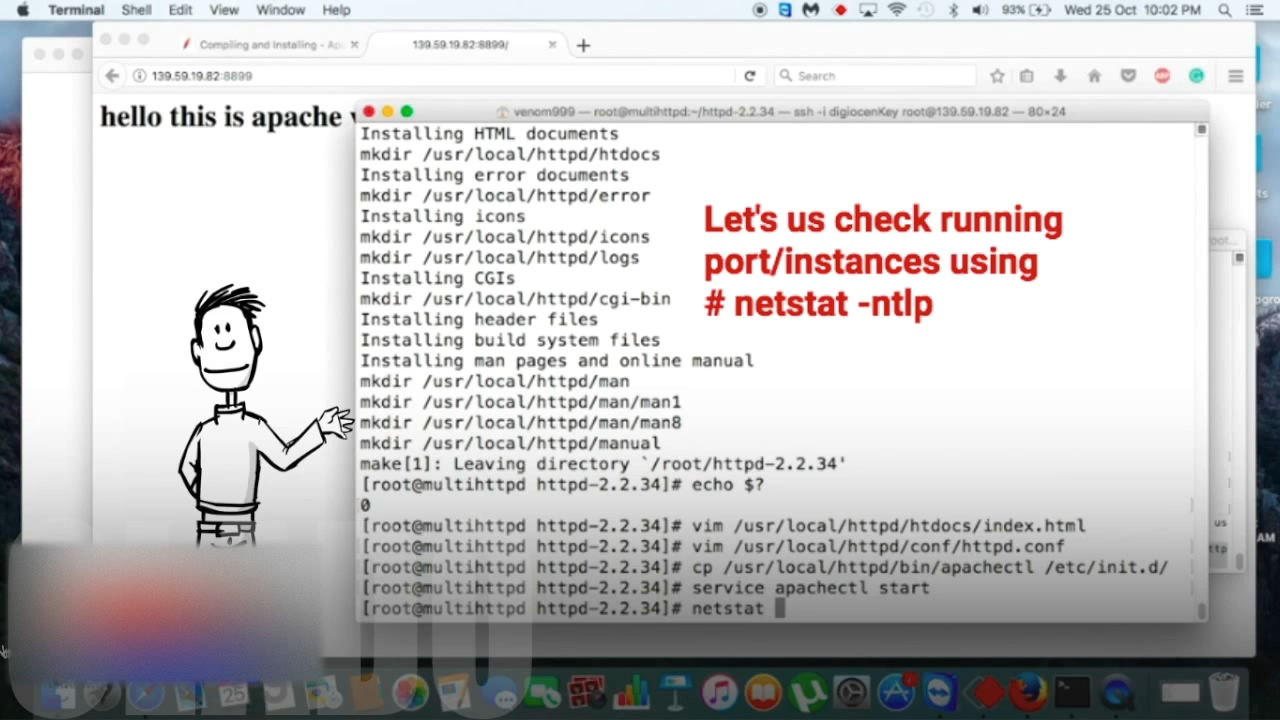 Terminal Shell Edit View Window Help 93% Wed 25 Oct 10:02 PM
Compiling and Installing - Ap 139.59.19.82:8899/
139.59.19.82:8899 Search
hello this is apache
venom999 — root@multihttpd:~/httpd-2.2.34 — ssh -i digiocenKey root@139.59.19.82 — 80×24
Installing HTML documents
mkdir /usr/local/httpd/htdocs
Installing error documents
mkdir /usr/local/httpd/error
Installing icons
mkdir /usr/local/httpd/icons
mkdir /usr/local/httpd/logs
Installing CGIs
mkdir /usr/local/httpd/cgi-bin
Installing header files
Installing build system files
Installing man pages and online manual
mkdir /usr/local/httpd/man
mkdir /usr/local/httpd/man/man1
mkdir /usr/local/httpd/man/man8
mkdir /usr/local/httpd/manual
make[1]: Leaving directory `/root/httpd-2.2.34'
[root@multihttpd httpd-2.2.34]# echo $?
0
[root@multihttpd httpd-2.2.34]# vim /usr/local/httpd/htdocs/index.html
[root@multihttpd httpd-2.2.34]# vim /usr/local/httpd/conf/httpd.conf
[root@multihttpd httpd-2.2.34]# cp /usr/local/httpd/bin/apachectl /etc/init.d/
[root@multihttpd httpd-2.2.34]# service apachectl start
[root@multihttpd httpd-2.2.34]# netstat
Let's us check running
port/instances using
# netstat -ntlp
25